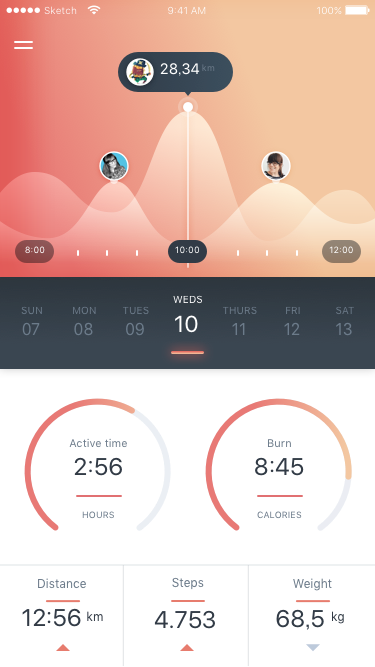 Sketch 9:41 AM 100%
28,34 km
8:00 10:00 12:00
SUN MON TUES WEDS THURS FRI SAT
07 08 09 10 11 12 13
Active time
2:56
HOURS
Burn
8:45
CALORIES
Distance
12:56 km
Steps
4.753
Weight
68,5 kg